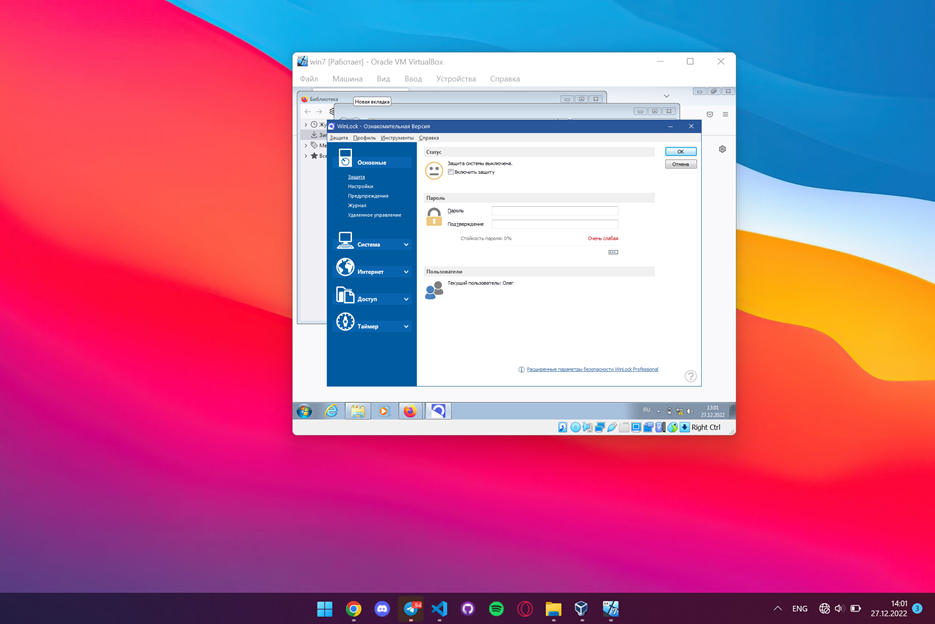 win7 [Работает] - Oracle VM VirtualBox
Файл Машина Вид Ввод Устройства Справка
Библиотека
Новая вкладка
WinLock - Ознакомительная Версия
Защита Профиль Инструменты Справка
Основные
Защита
Настройки
Предупреждения
Журнал
Удаленное управление
Система
Интернет
Доступ
Таймер
Статус
Защита системы выключена.
Включить защиту
Пароль
Пароль
Подтверждение
Стойкость пароля: 0%
Очень слабая
Пользователи
Текущий пользователь: Олег
Расширенные параметры безопасности WinLock Professional
OK
Отмена
RU
13:01
27.12.2022
Right Ctrl
ENG
14:01
27.12.2022
3